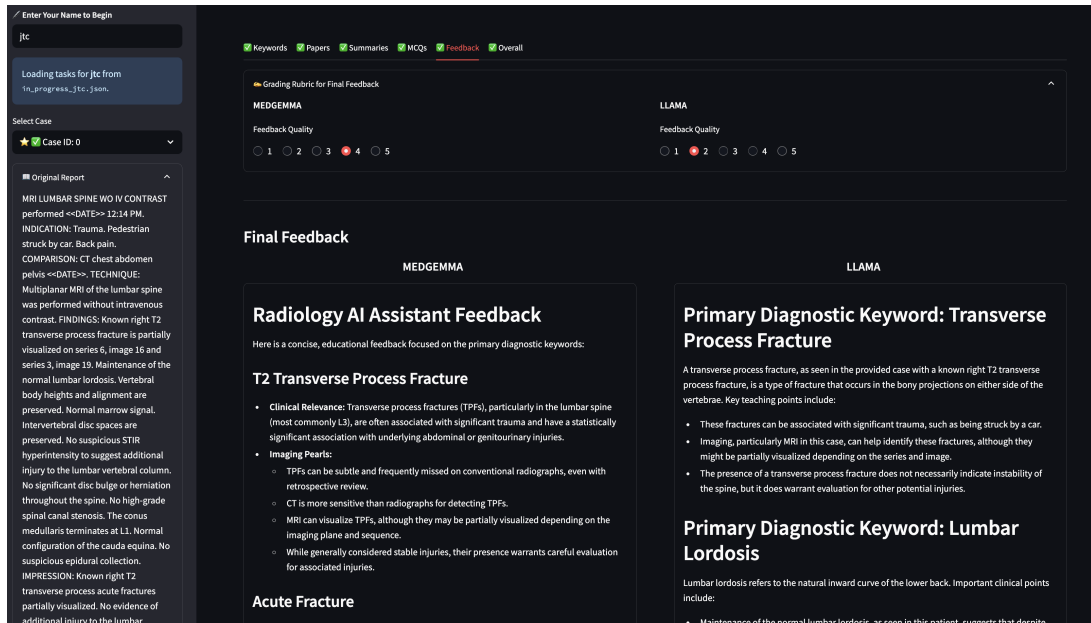 Enter Your Name to Begin
jtc
Loading tasks for jtc from
in_progress_jtc.json.
Select Case
Case ID: 0
Original Report
MRI LUMBAR SPINE WO IV CONTRAST
performed <<DATE>> 12:14 PM.
INDICATION: Trauma. Pedestrian
struck by car. Back pain.
COMPARISON: CT chest abdomen
pelvis <<DATE>>. TECHNIQUE:
Multiplanar MRI of the lumbar spine
was performed without intravenous
contrast. FINDINGS: Known right T2
transverse process fracture is partially
visualized on series 6, image 16 and
series 3, image 19. Maintenance of the
normal lumbar lordosis. Vertebral
body heights and alignment are
preserved. Normal marrow signal.
Intervertebral disc spaces are
preserved. No suspicious STIR
hyperintensity to suggest additional
injury to the lumbar vertebral column.
No significant disc bulge or herniation
throughout the spine. No high-grade
spinal canal stenosis. The conus
medullaris terminates at L1. Normal
configuration of the cauda equina. No
suspicious epidural collection.
IMPRESSION: Known right T2
transverse process acute fractures
partially visualized. No evidence of
additional injury to the lumbar
Keywords Papers Summaries MCQs Feedback Overall
Grading Rubric for Final Feedback
MEDGEMMA
Feedback Quality
1 2 3 4 5
LLAMA
Feedback Quality
1 2 3 4 5
Final Feedback
MEDGEMMA
Radiology AI Assistant Feedback
Here is a concise, educational feedback focused on the primary diagnostic keywords:
T2 Transverse Process Fracture
• Clinical Relevance: Transverse process fractures (TPFs), particularly in the lumbar spine
(most commonly L3), are often associated with significant trauma and have a statistically
significant association with underlying abdominal or genitourinary injuries.
• Imaging Pearls:
◦ TPFs can be subtle and frequently missed on conventional radiographs, even with
retrospective review.
◦ CT is more sensitive than radiographs for detecting TPFs.
◦ MRI can visualize TPFs, although they may be partially visualized depending on the
imaging plane and sequence.
◦ While generally considered stable injuries, their presence warrants careful evaluation
for associated injuries.
Acute Fracture
LLAMA
Primary Diagnostic Keyword: Transverse
Process Fracture
A transverse process fracture, as seen in the provided case with a known right T2 transverse
process fracture, is a type of fracture that occurs in the bony projections on either side of the
vertebrae. Key teaching points include:
• These fractures can be associated with significant trauma, such as being struck by a car.
• Imaging, particularly MRI in this case, can help identify these fractures, although they
might be partially visualized depending on the series and image.
• The presence of a transverse process fracture does not necessarily indicate instability of
the spine, but it does warrant evaluation for other potential injuries.
Primary Diagnostic Keyword: Lumbar
Lordosis
Lumbar lordosis refers to the natural inward curve of the lower back. Important clinical points
include:
• Maintenance of the normal lumbar lordosis, as seen in this patient, suggests that despite